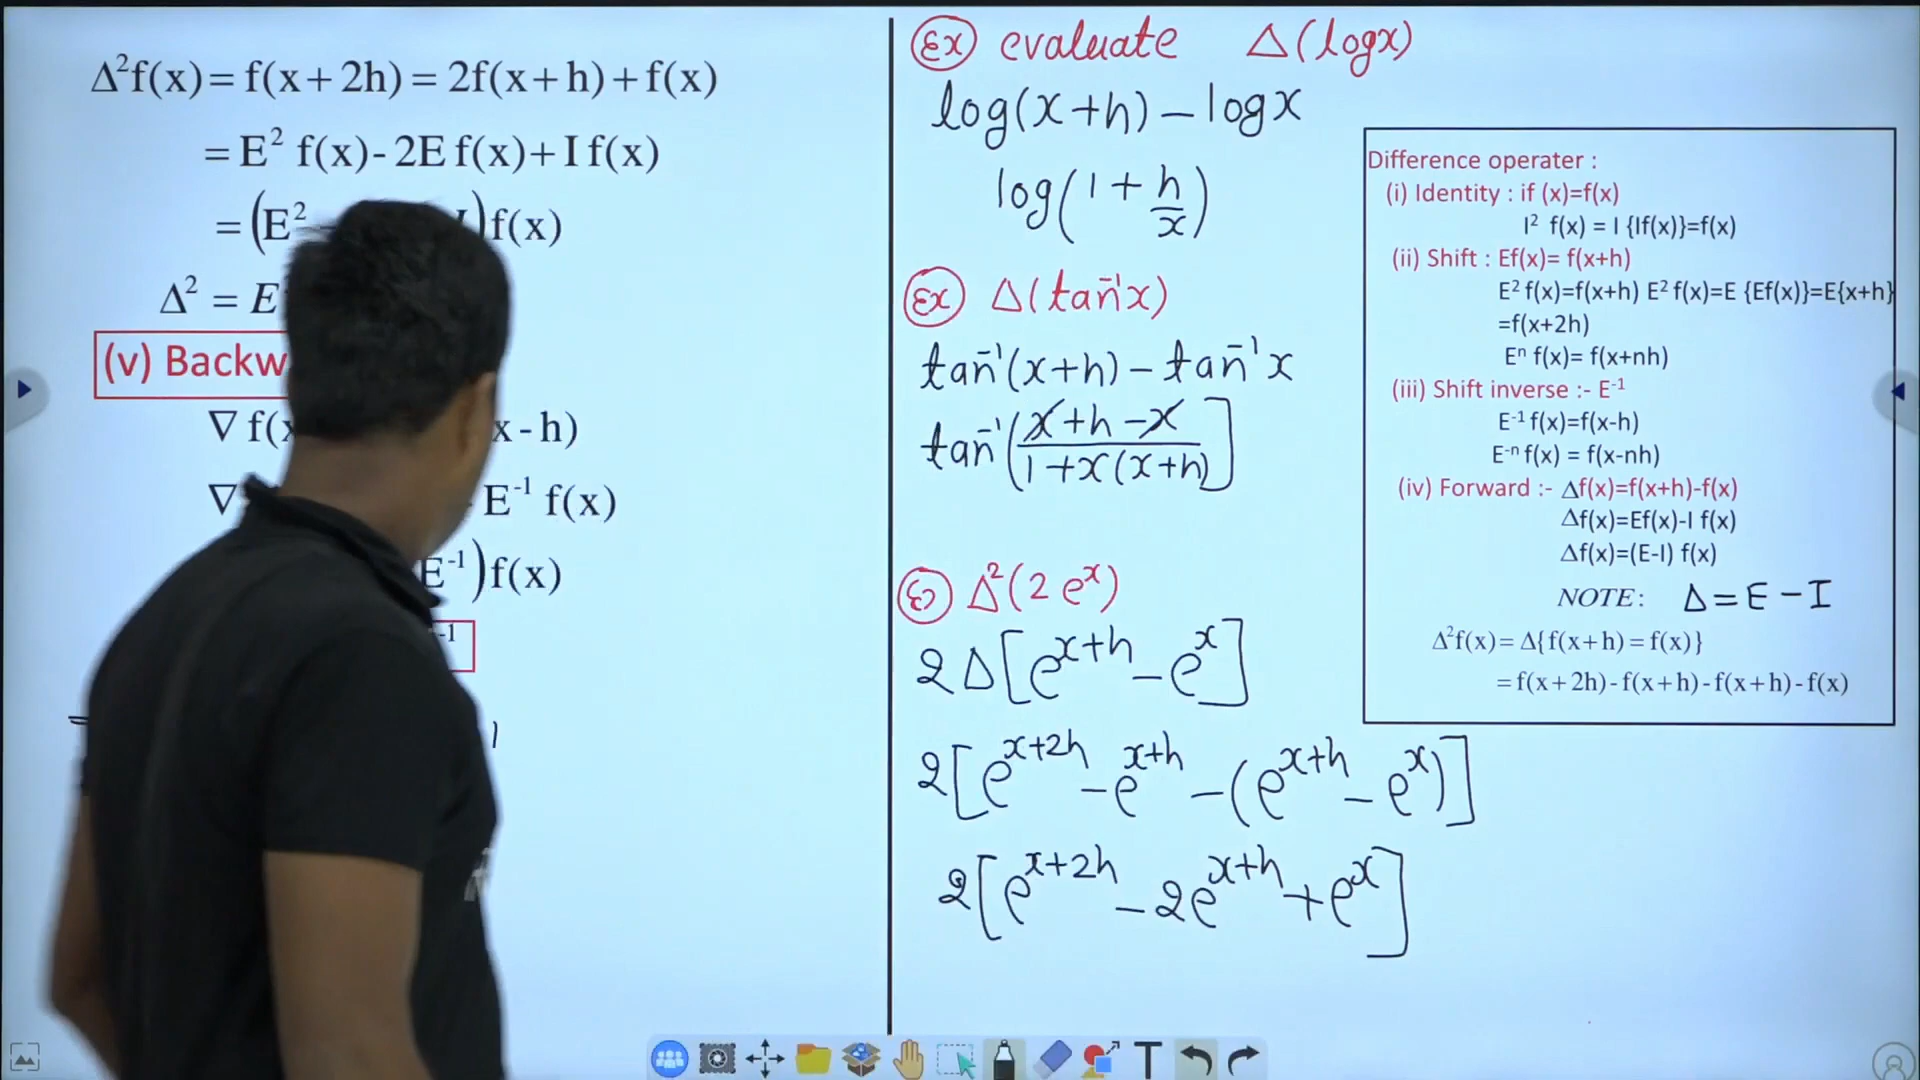 Δ²f(x)= f(x+2h) = 2f(x+h)+f(x)
= E² f(x)- 2E f(x)+ I f(x)
= (E² )f(x)
Δ² = E
(v) Backw
∇ f(x x - h)
∇ E⁻¹ f(x)
E⁻¹)f(x)
-1
Ex evaluate Δ(logx)
log(x+h) – logx
log(1+h/x)
Ex Δ(tan⁻¹x)
tan⁻¹(x+h) – tan⁻¹x
tan⁻¹(x+h–x/1+x(x+h)]
Δ²(2eˣ)
2Δ[eˣ⁺ʰ – eˣ]
2[eˣ⁺²ʰ – eˣ⁺ʰ – (eˣ⁺ʰ – eˣ)]
2[eˣ⁺²ʰ – 2eˣ⁺ʰ + eˣ]
Difference operater :
(i) Identity : if (x)=f(x)
I² f(x) = I {If(x)}=f(x)
(ii) Shift : Ef(x)= f(x+h)
E² f(x)=f(x+h) E² f(x)=E {Ef(x)}=E{x+h}
=f(x+2h)
Eⁿ f(x)= f(x+nh)
(iii) Shift inverse :- E⁻¹
E⁻¹ f(x)=f(x-h)
E⁻ⁿ f(x) = f(x-nh)
(iv) Forward :- Δf(x)=f(x+h)-f(x)
Δf(x)=Ef(x)-I f(x)
Δf(x)=(E-I) f(x)
NOTE: Δ = E – I
Δ²f(x)= Δ{f(x+h)=f(x)}
= f(x+2h)-f(x+h)-f(x+h)-f(x)